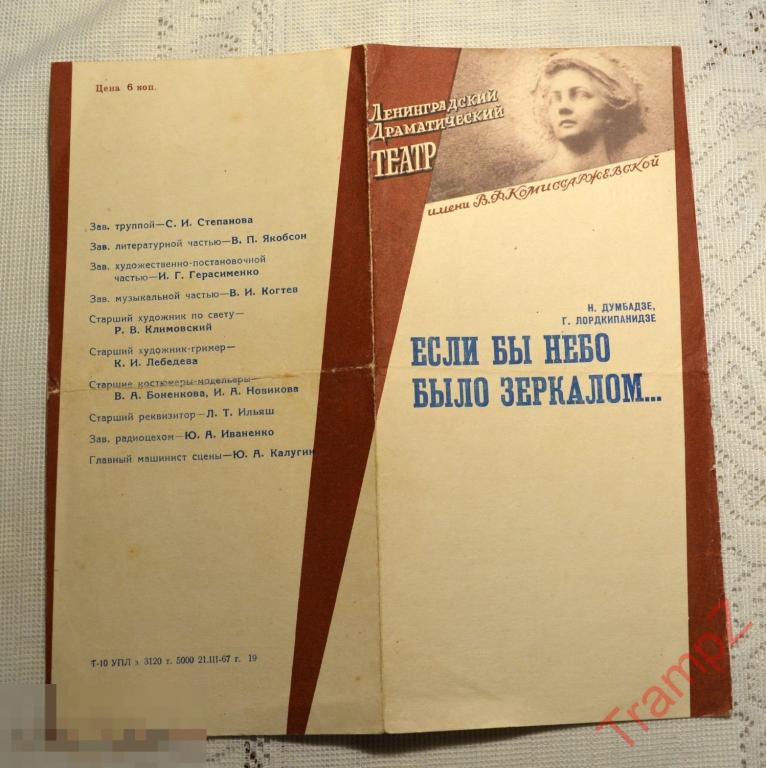 Цена 6 коп.
Зав. труппой—С. И. Степанова
Зав. литературной частью—В. П. Якобсон
Зав. художественно-постановочной
частью—И. Г. Герасименко
Зав. музыкальной частью—В. И. Когтев
Старший художник по свету—
Р. В. Климовский
Старший художник-гример—
К. И. Лебедева
Старшие костюмеры-модельеры—
В. А. Боненкова, И. А. Новикова
Старший реквизитор—Л. Т. Ильяш
Зав. радиоцехом—Ю. А. Иваненко
Главный машинист сцены—Ю. А. Калугин
Т-10 УПЛ з. 3120 т. 5000 21.III-67 г. 19
Ленинградский
Драматический
ТЕАТР
имени В.Ф. Комиссаржевской
Н. ДУМБАДЗЕ,
Г. ЛОРДКИПАНИДЗЕ
ЕСЛИ БЫ НЕБО
БЫЛО ЗЕРКАЛОМ...
TrampZ